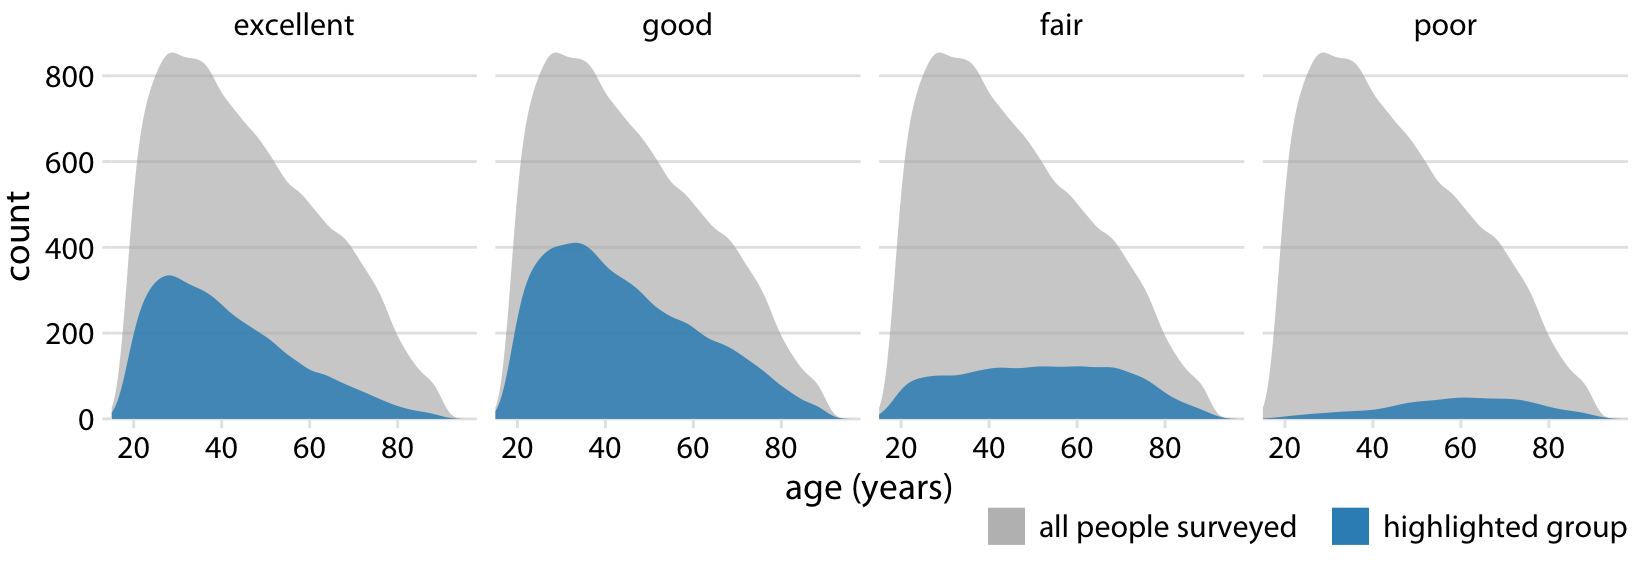 excellent good fair poor
800
600
400
200
0
count
20 40 60 80 20 40 60 80 20 40 60 80 20 40 60 80
age (years)
all people surveyed highlighted group